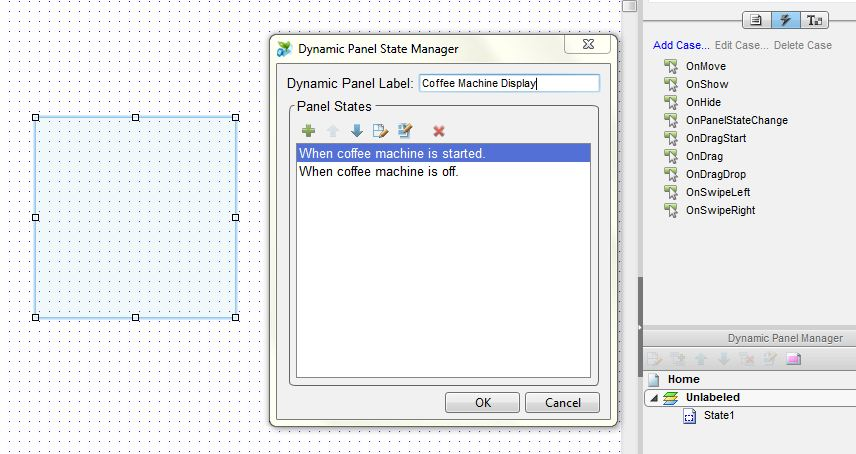 Dynamic Panel State Manager
Dynamic Panel Label: Coffee Machine Display
Panel States
When coffee machine is started.
When coffee machine is off.
OK
Cancel
Add Case... Edit Case... Delete Case
OnMove
OnShow
OnHide
OnPanelStateChange
OnDragStart
OnDrag
OnDragDrop
OnSwipeLeft
OnSwipeRight
Dynamic Panel Manager
Home
Unlabeled
State1